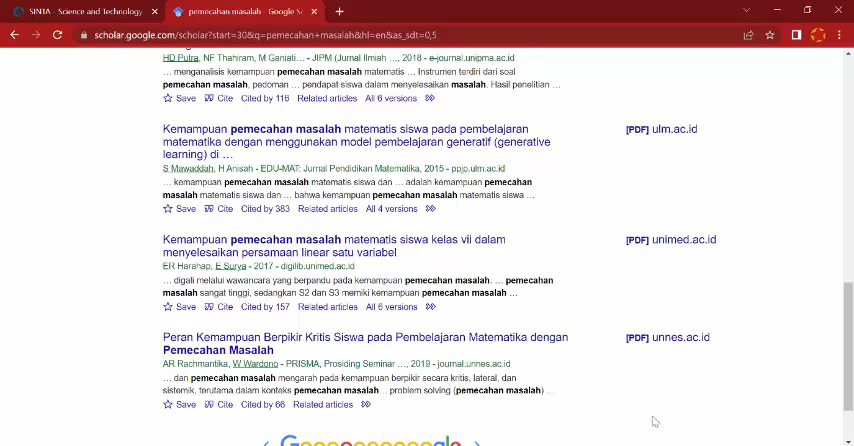 SINTA - Science and Technology
pemecahan masalah - Google Sc
scholar.google.com/scholar?start=30&q=pemecahan+masalah&hl=en&as_sdt=0,5
HD Putra, NF Thahiram, M Ganiati… - JIPM (Jurnal Ilmiah …, 2018 - e-journal.unipma.ac.id
… menganalisis kemampuan pemecahan masalah matematis … Instrumen terdiri dari soal
pemecahan masalah, pedoman … pendapat siswa dalam menyelesaikan masalah. Hasil penelitian …
Save Cite Cited by 116 Related articles All 6 versions
Kemampuan pemecahan masalah matematis siswa pada pembelajaran [PDF] ulm.ac.id
matematika dengan menggunakan model pembelajaran generatif (generative
learning) di …
S Mawaddah, H Anisah - EDU-MAT: Jurnal Pendidikan Matematika, 2015 - ppjp.ulm.ac.id
… kemampuan pemecahan masalah matematis siswa dan … adalah kemampuan pemecahan
masalah matematis siswa dan … bahwa kemampuan pemecahan masalah matematis siswa …
Save Cite Cited by 383 Related articles All 4 versions
Kemampuan pemecahan masalah matematis siswa kelas vii dalam [PDF] unimed.ac.id
menyelesaikan persamaan linear satu variabel
ER Harahap, E Surya - 2017 - digilib.unimed.ac.id
… digali melalui wawancara yang berpandu pada kemampuan pemecahan masalah. … pemecahan
masalah sangat tinggi, sedangkan S2 dan S3 memiki kemampuan pemecahan masalah …
Save Cite Cited by 157 Related articles All 6 versions
Peran Kemampuan Berpikir Kritis Siswa pada Pembelajaran Matematika dengan [PDF] unnes.ac.id
Pemecahan Masalah
AR Rachmantika, W Wardono - PRISMA, Prosiding Seminar …, 2019 - journal.unnes.ac.id
… dan pemecahan masalah mengarah pada kemampuan berpikir secara kritis, lateral, dan
sistemik, terutama dalam konteks pemecahan masalah… problem solving (pemecahan masalah) …
Save Cite Cited by 66 Related articles